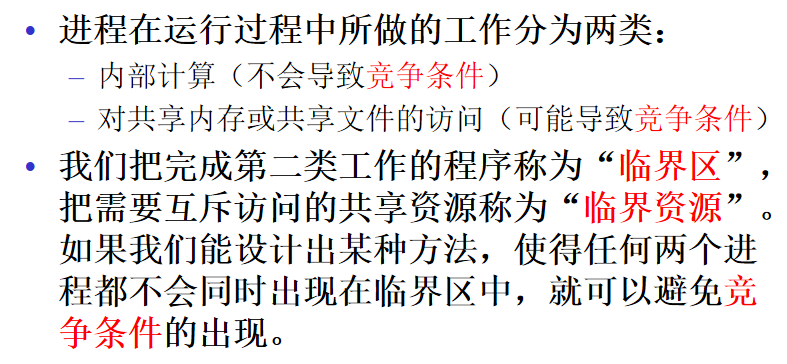 • 进程在运行过程中所做的工作分为两类：
– 内部计算（不会导致竞争条件）
– 对共享内存或共享文件的访问（可能导致竞争条件）
• 我们把完成第二类工作的程序称为“临界区”，
把需要互斥访问的共享资源称为“临界资源”。
如果我们能设计出某种方法，使得任何两个进
程都不会同时出现在临界区中，就可以避免竞
争条件的出现。